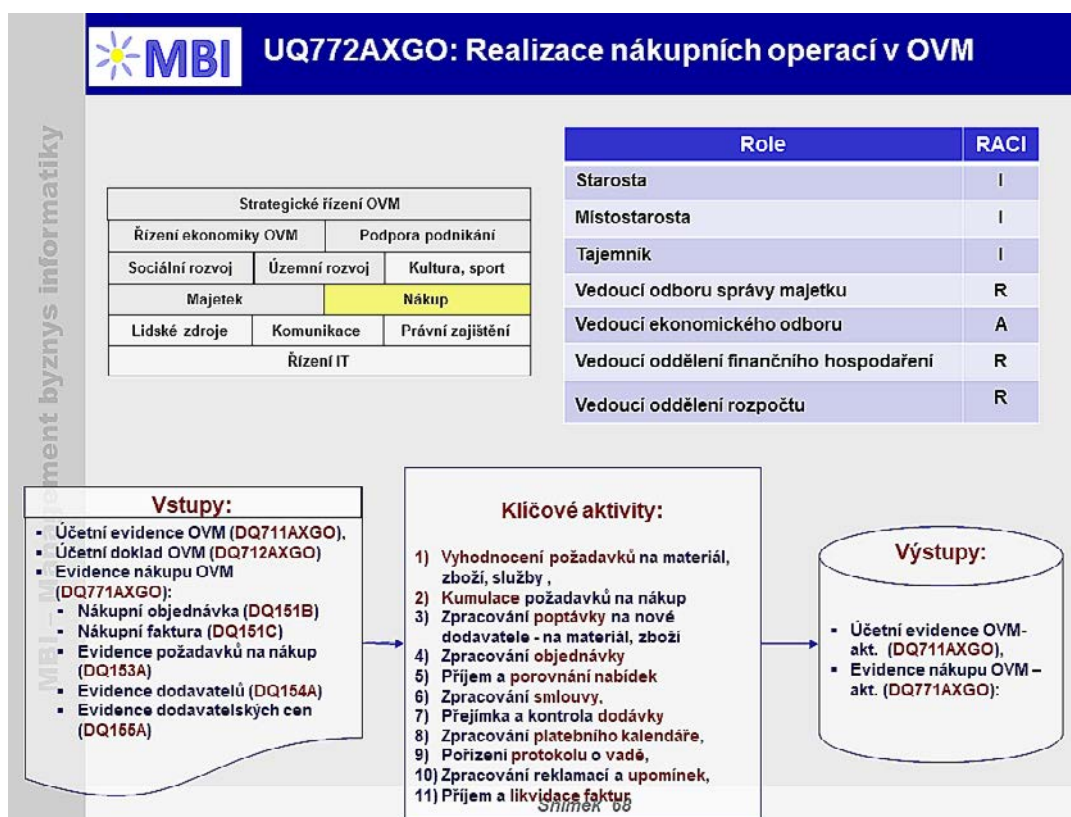 MBI
UQ772AXGO: Realizace nákupních operací v OVM
MBI – Management byznys informatiky
Role RACI
Starosta I
Místostarosta I
Tajemník I
Vedoucí odboru správy majetku R
Vedoucí ekonomického odboru A
Vedoucí oddělení finančního hospodaření R
Vedoucí oddělení rozpočtu R
Strategické řízení OVM
Řízení ekonomiky OVM Podpora podnikání
Sociální rozvoj Územní rozvoj Kultura, sport
Majetek Nákup
Lidské zdroje Komunikace Právní zajištění
Řízení IT
Vstupy:
▪ Účetní evidence OVM (DQ711AXGO),
▪ Účetní doklad OVM (DQ712AXGO)
▪ Evidence nákupu OVM
(DQ771AXGO):
▪ Nákupní objednávka (DQ151B)
▪ Nákupní faktura (DQ151C)
▪ Evidence požadavků na nákup
(DQ153A)
▪ Evidence dodavatelů (DQ154A)
▪ Evidence dodavatelských cen
(DQ155A)
Klíčové aktivity:
1) Vyhodnocení požadavků na materiál,
zboží, služby ,
2) Kumulace požadavků na nákup
3) Zpracování poptávky na nové
dodavatele - na materiál, zboží
4) Zpracování objednávky
5) Příjem a porovnání nabídek
6) Zpracování smlouvy,
7) Přejímka a kontrola dodávky
8) Zpracování platebního kalendáře,
9) Pořízení protokolu o vadě,
10) Zpracování reklamací a upomínek,
11) Příjem a likvidace faktur
Výstupy:
▪ Účetní evidence OVM-
akt. (DQ711AXGO),
▪ Evidence nákupu OVM –
akt. (DQ771AXGO):
Snímek 68